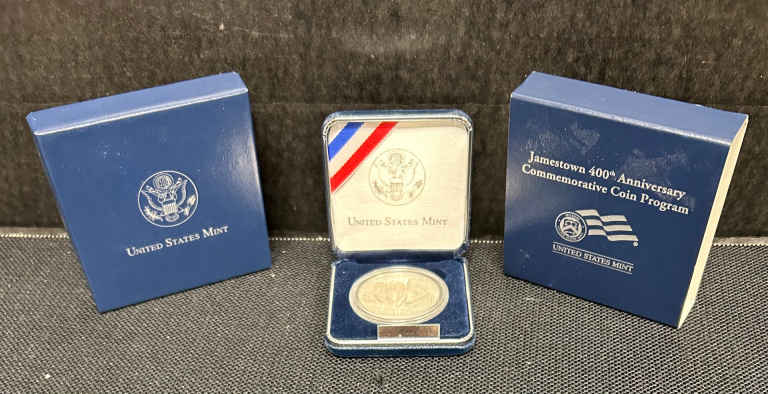 UNITED STATES MINT
UNITED STATES MINT
Jamestown 400th Anniversary
Commemorative Coin Program
UNITED STATES MINT